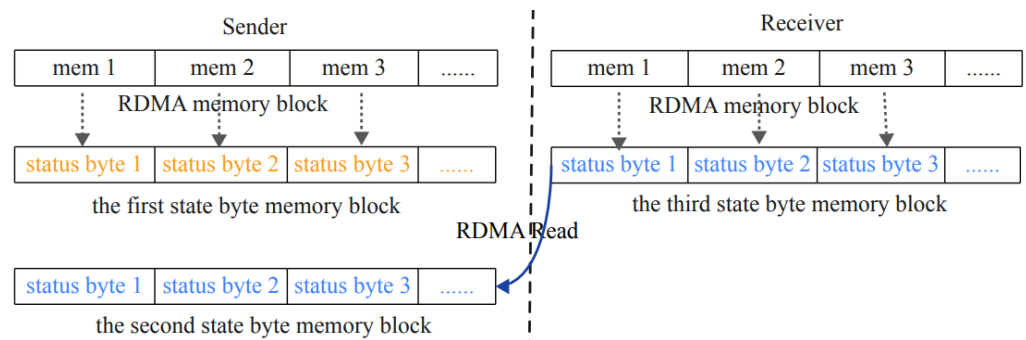 Sender
mem 1 mem 2 mem 3 ......
RDMA memory block
status byte 1 status byte 2 status byte 3 ......
the first state byte memory block
Receiver
mem 1 mem 2 mem 3 ......
RDMA memory block
status byte 1 status byte 2 status byte 3 ......
the third state byte memory block
RDMA Read
status byte 1 status byte 2 status byte 3 ......
the second state byte memory block